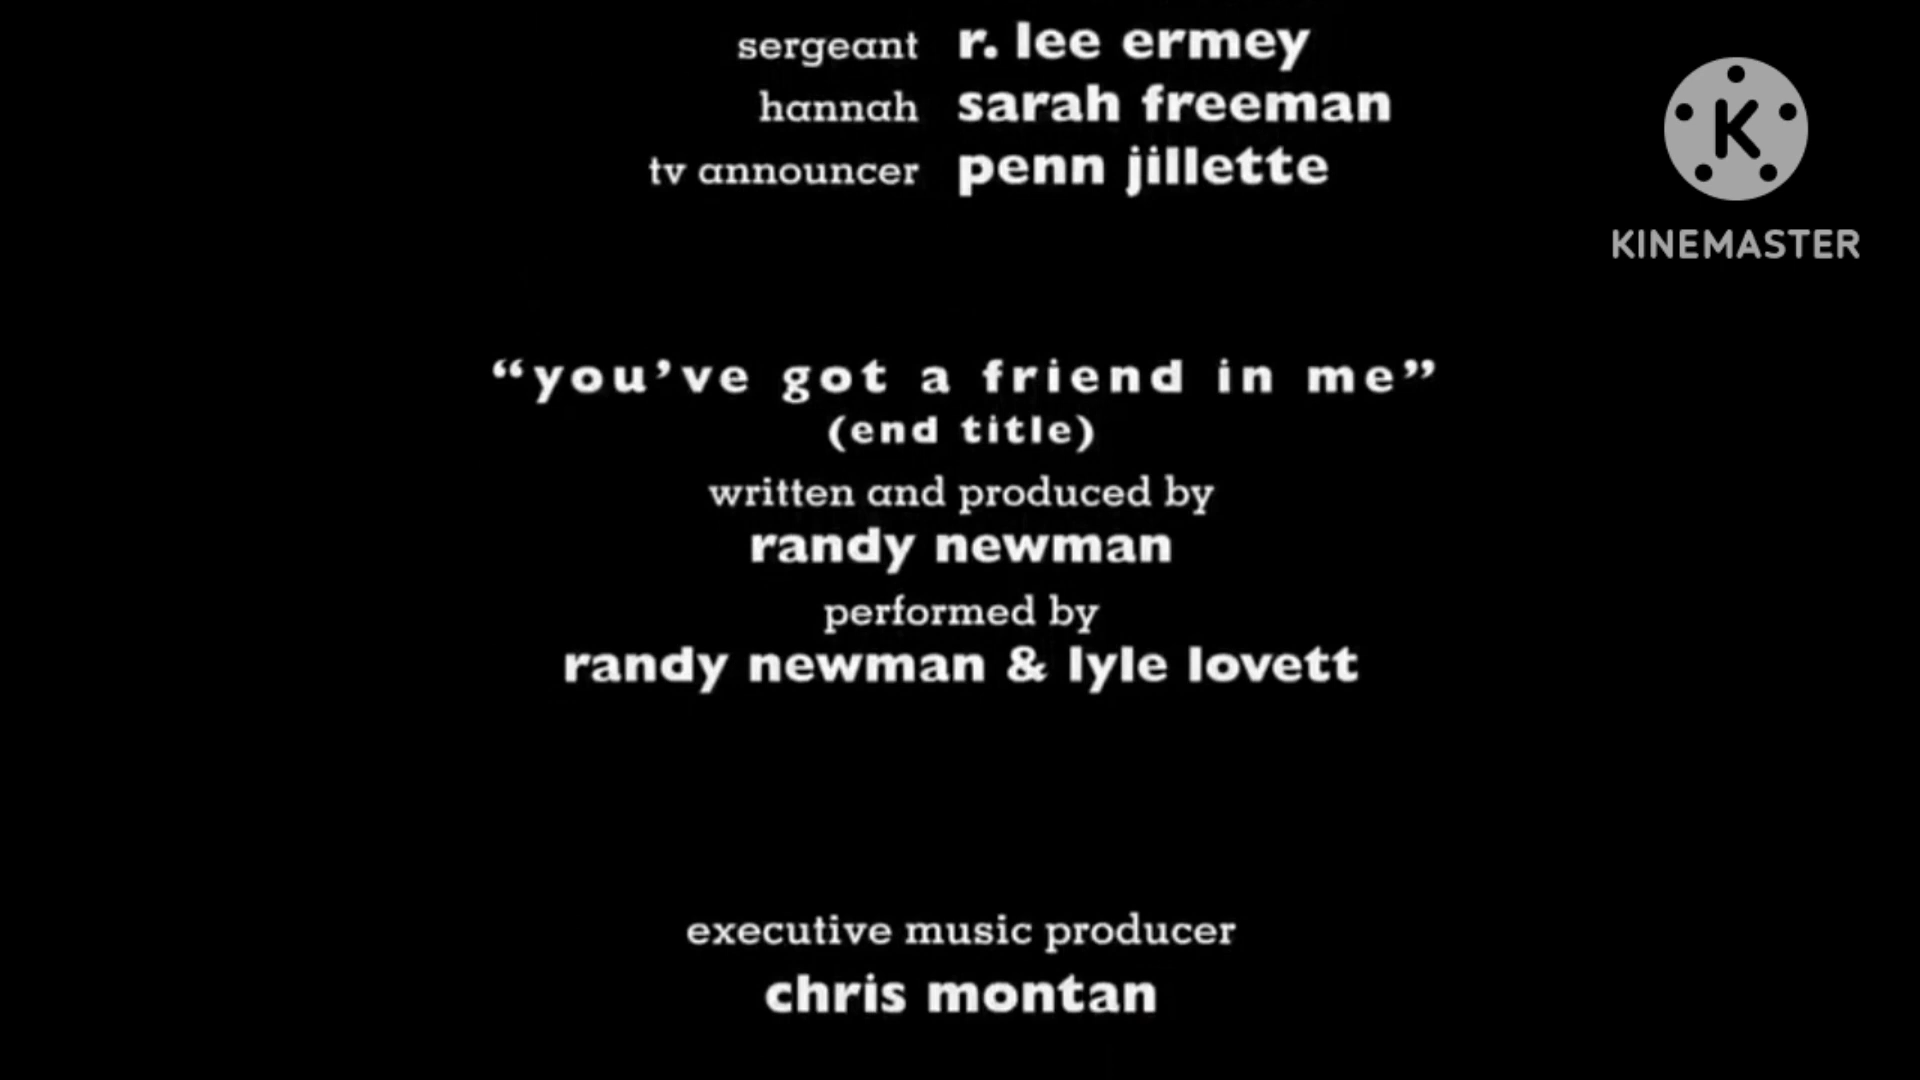 sergeant r. lee ermey
hannah sarah freeman
tv announcer penn jillette
K
KINEMASTER
“you’ve got a friend in me”
(end title)
written and produced by
randy newman
performed by
randy newman & lyle lovett
executive music producer
chris montan